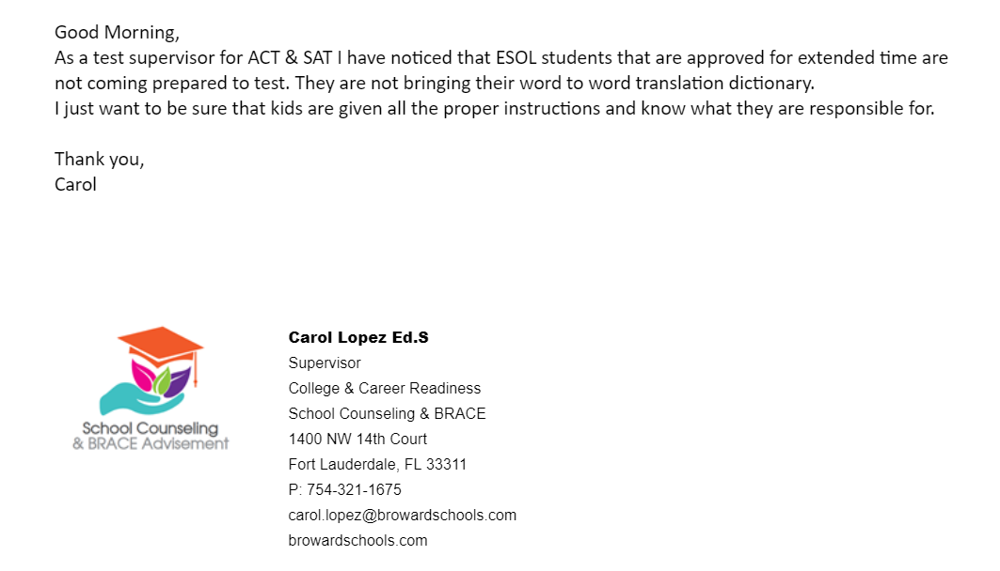 Good Morning,
As a test supervisor for ACT & SAT I have noticed that ESOL students that are approved for extended time are
not coming prepared to test. They are not bringing their word to word translation dictionary.
I just want to be sure that kids are given all the proper instructions and know what they are responsible for.
Thank you,
Carol
School Counseling
& BRACE Advisement
Carol Lopez Ed.S
Supervisor
College & Career Readiness
School Counseling & BRACE
1400 NW 14th Court
Fort Lauderdale, FL 33311
P: 754-321-1675
carol.lopez@browardschools.com
browardschools.com